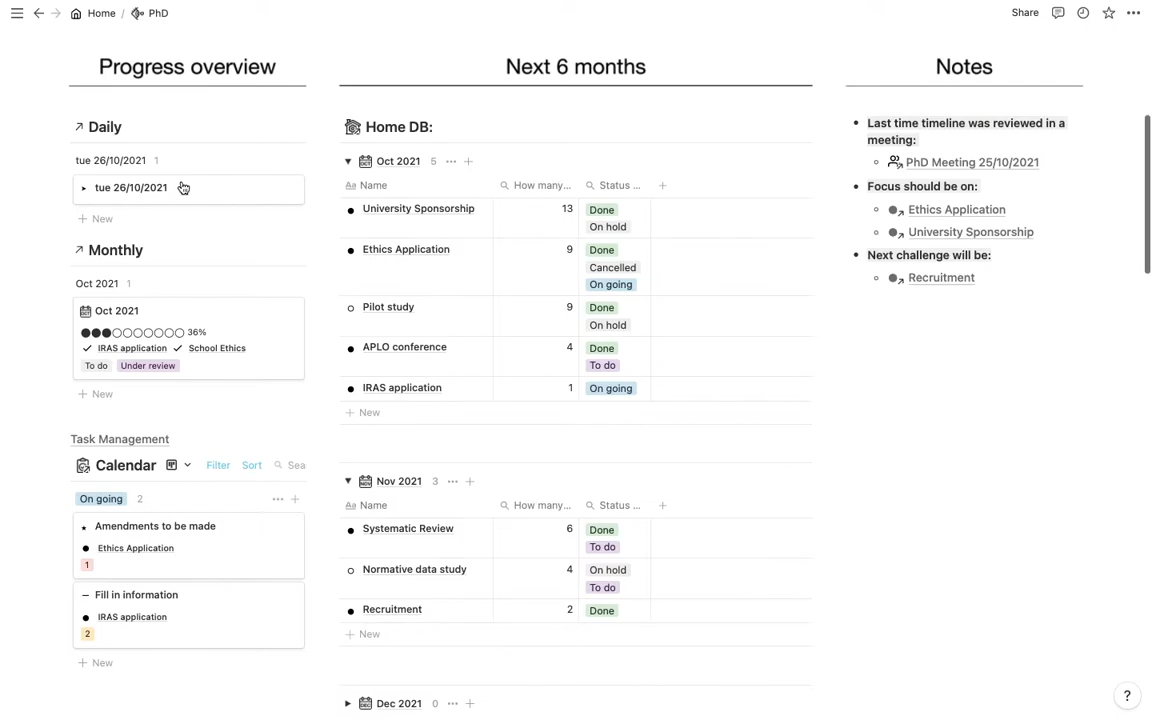 Home / PhD
Share
Progress overview
Daily
tue 26/10/2021 1
tue 26/10/2021
+ New
Monthly
Oct 2021 1
Oct 2021
36%
IRAS application School Ethics
To do Under review
+ New
Task Management
Calendar Filter Sort Sea
On going 2
Amendments to be made
Ethics Application
1
Fill in information
IRAS application
2
+ New
Next 6 months
Home DB:
Oct 2021 5
Aa Name How many... Status ...
University Sponsorship 13 Done
On hold
Ethics Application 9 Done
Cancelled
On going
Pilot study 9 Done
On hold
APLO conference 4 Done
To do
IRAS application 1 On going
+ New
Nov 2021 3
Aa Name How many... Status ...
Systematic Review 6 Done
To do
Normative data study 4 On hold
To do
Recruitment 2 Done
+ New
Dec 2021 0
Notes
Last time timeline was reviewed in a
meeting:
PhD Meeting 25/10/2021
Focus should be on:
Ethics Application
University Sponsorship
Next challenge will be:
Recruitment
?